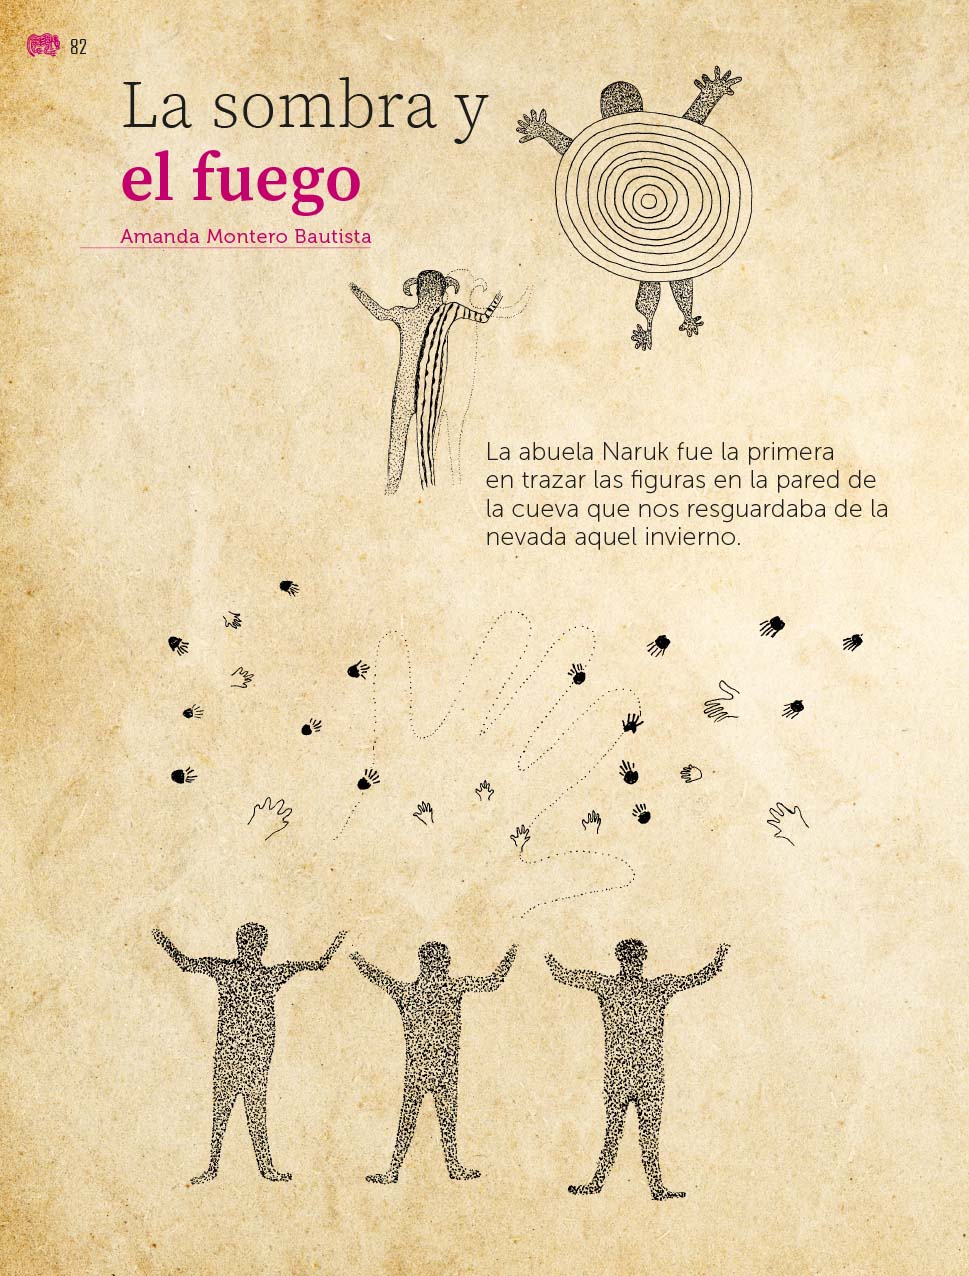 82
La sombra y
el fuego
Amanda Montero Bautista
La abuela Naruk fue la primera
en trazar las figuras en la pared de
la cueva que nos resguardaba de la
nevada aquel invierno.